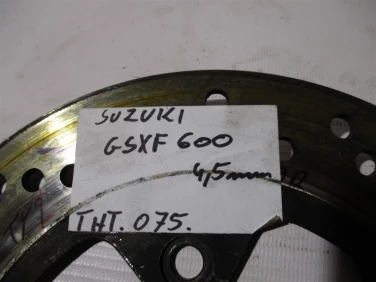 SUZUKI
GSXF 600
4,5mm
THT. 075.